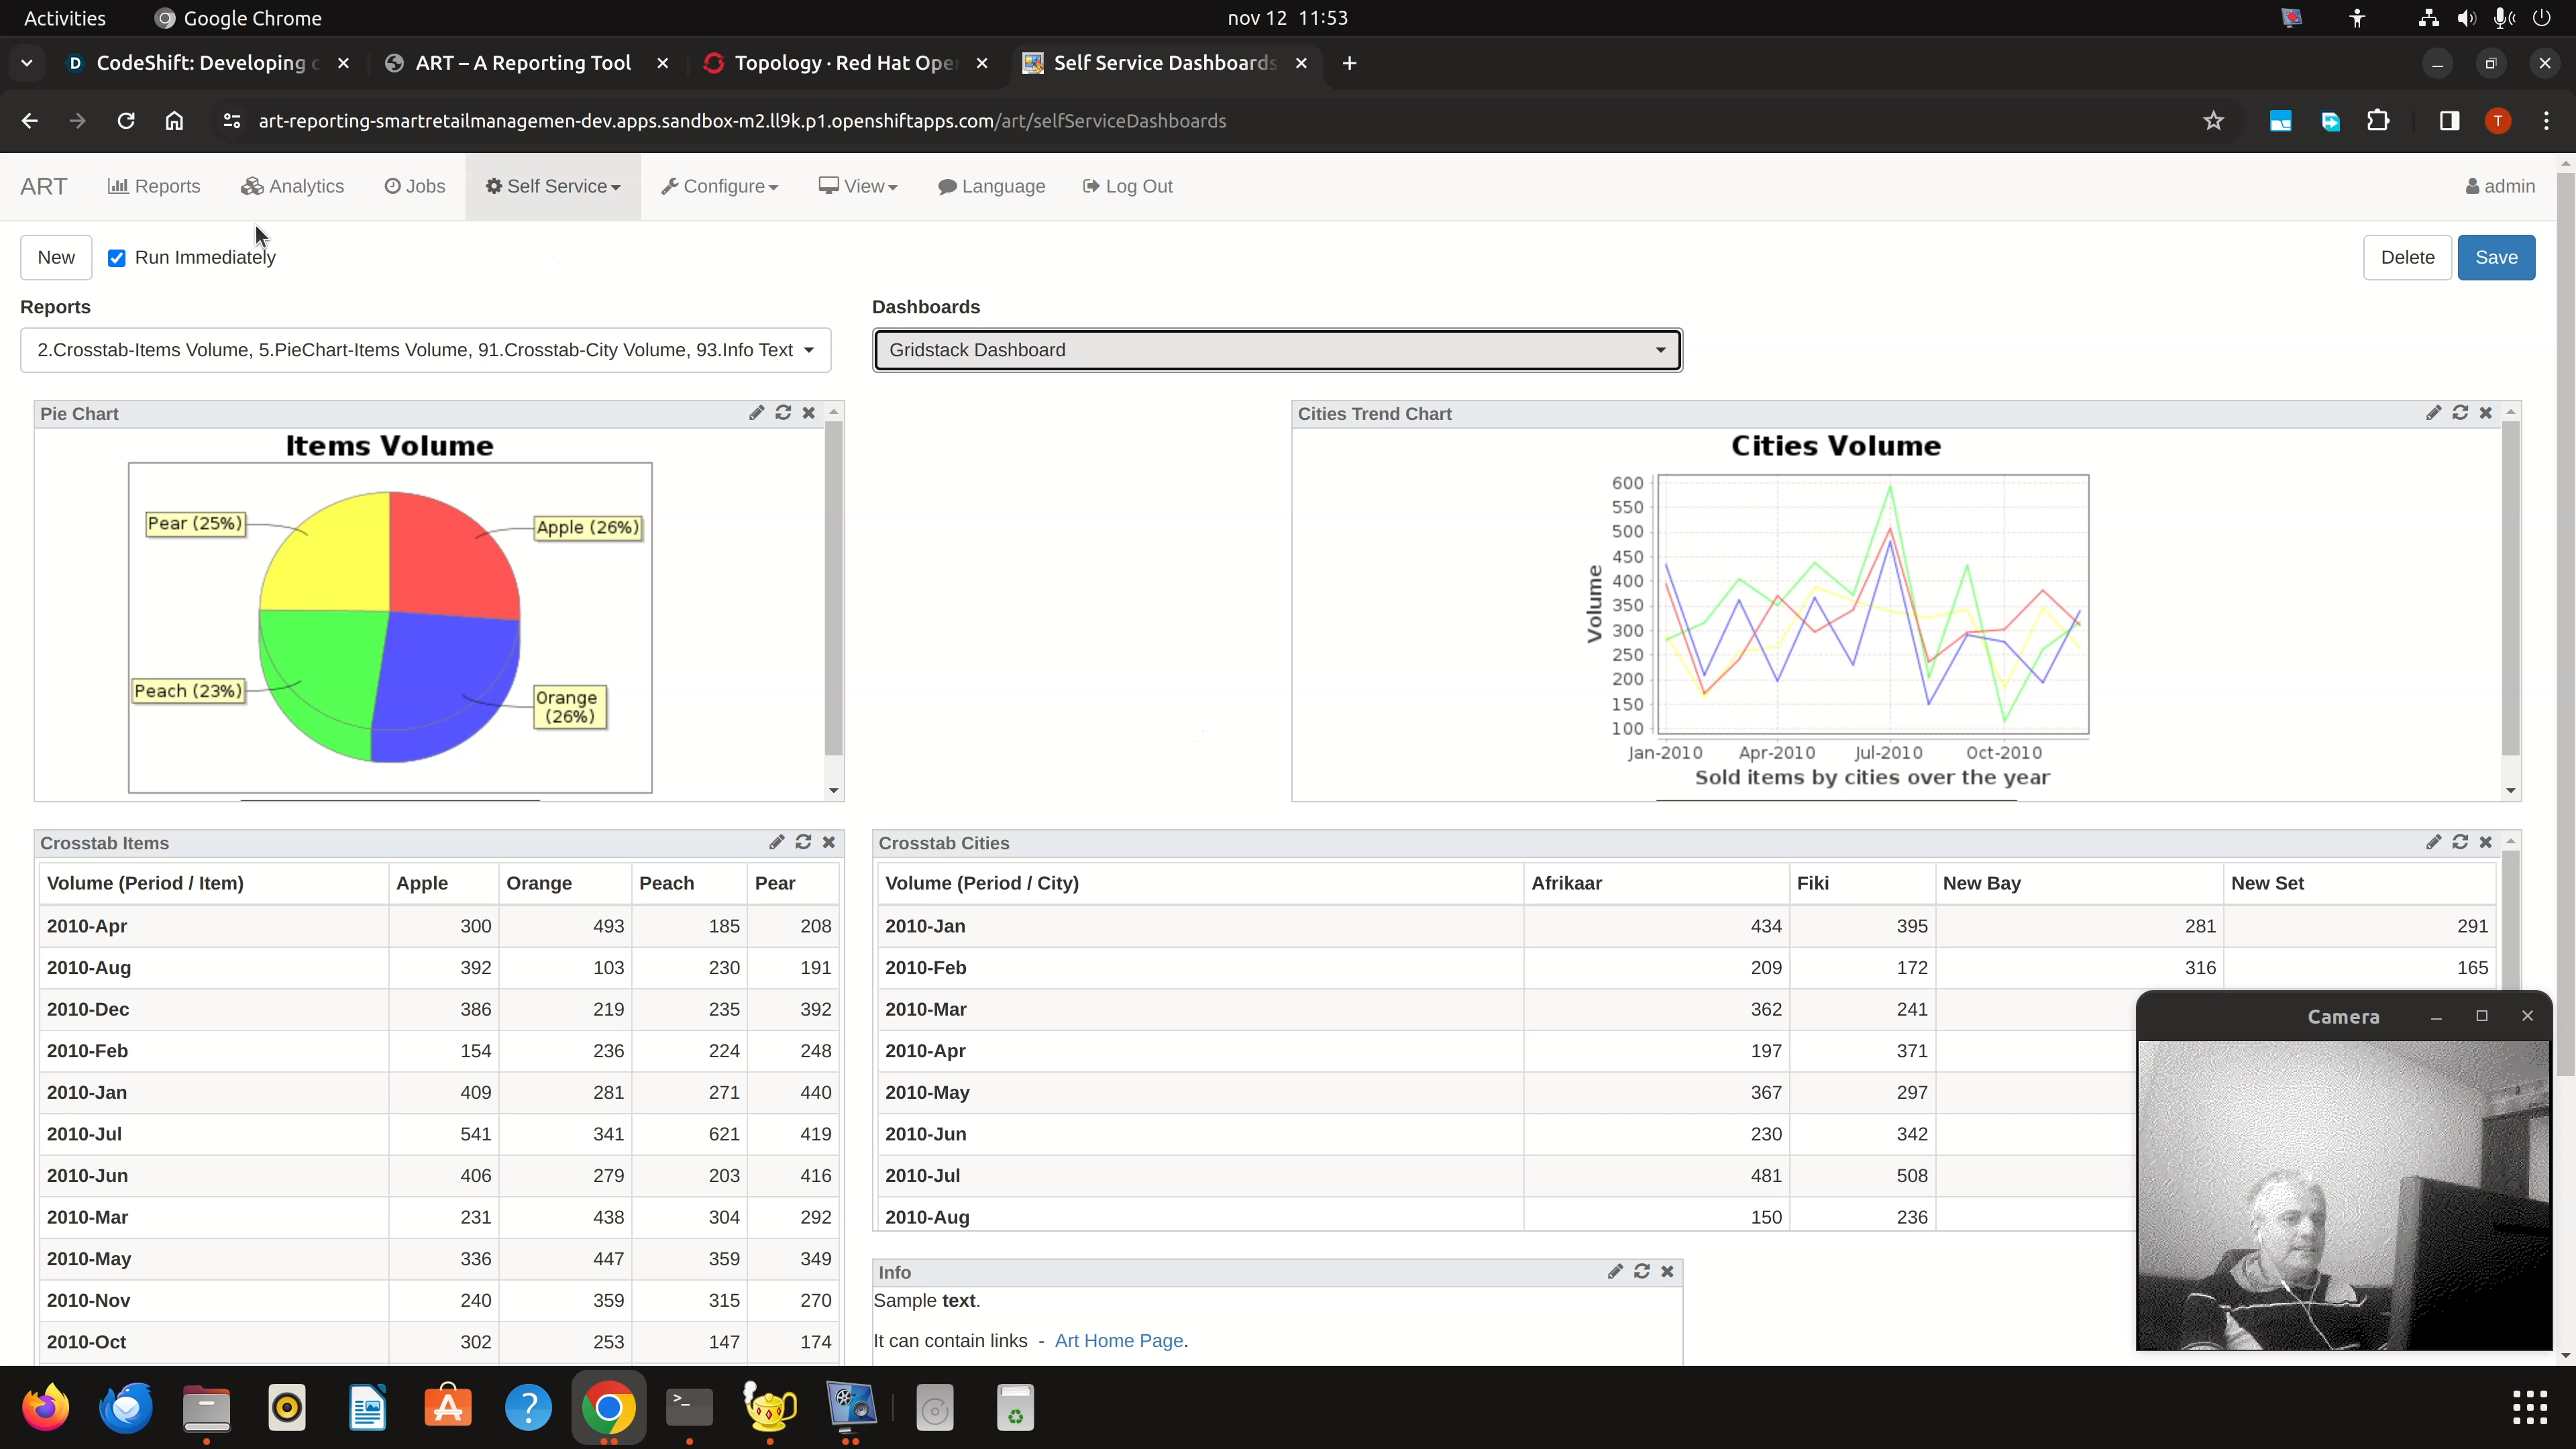 Activities Google Chrome nov 12 11:53
CodeShift: Developing ART – A Reporting Tool Topology · Red Hat Ope Self Service Dashboards
art-reporting-smartretailmanagemen-dev.apps.sandbox-m2.ll9k.p1.openshiftapps.com/art/selfServiceDashboards T
ART Reports Analytics Jobs Self Service Configure View Language Log Out admin
New Run Immediately Delete Save
Reports Dashboards
2.Crosstab-Items Volume, 5.PieChart-Items Volume, 91.Crosstab-City Volume, 93.Info Text Gridstack Dashboard
Pie Chart
Items Volume
Pear (25%)
Apple (26%)
Peach (23%)
Orange
(26%)
Cities Trend Chart
Cities Volume
Volume
600
550
500
450
400
350
300
250
200
150
100
Jan-2010 Apr-2010 Jul-2010 Oct-2010
Sold items by cities over the year
Crosstab Items
Volume (Period / Item) Apple Orange Peach Pear
2010-Apr 300 493 185 208
2010-Aug 392 103 230 191
2010-Dec 386 219 235 392
2010-Feb 154 236 224 248
2010-Jan 409 281 271 440
2010-Jul 541 341 621 419
2010-Jun 406 279 203 416
2010-Mar 231 438 304 292
2010-May 336 447 359 349
2010-Nov 240 359 315 270
2010-Oct 302 253 147 174
Crosstab Cities
Volume (Period / City) Afrikaar Fiki New Bay New Set
2010-Jan 434 395 281 291
2010-Feb 209 172 316 165
2010-Mar 362 241
2010-Apr 197 371
2010-May 367 297
2010-Jun 230 342
2010-Jul 481 508
2010-Aug 150 236
Camera
Info
Sample text.
It can contain links - Art Home Page.